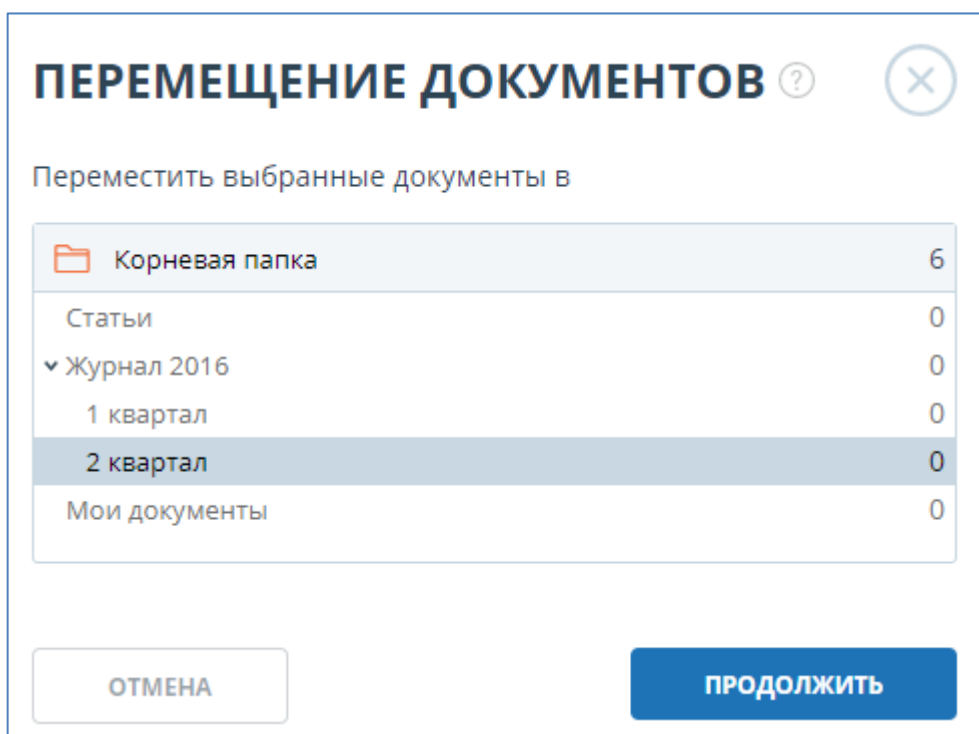 ПЕРЕМЕЩЕНИЕ ДОКУМЕНТОВ ?
Переместить выбранные документы в
Корневая папка 6
Статьи 0
Журнал 2016 0
1 квартал 0
2 квартал 0
Мои документы 0
ОТМЕНА ПРОДОЛЖИТЬ